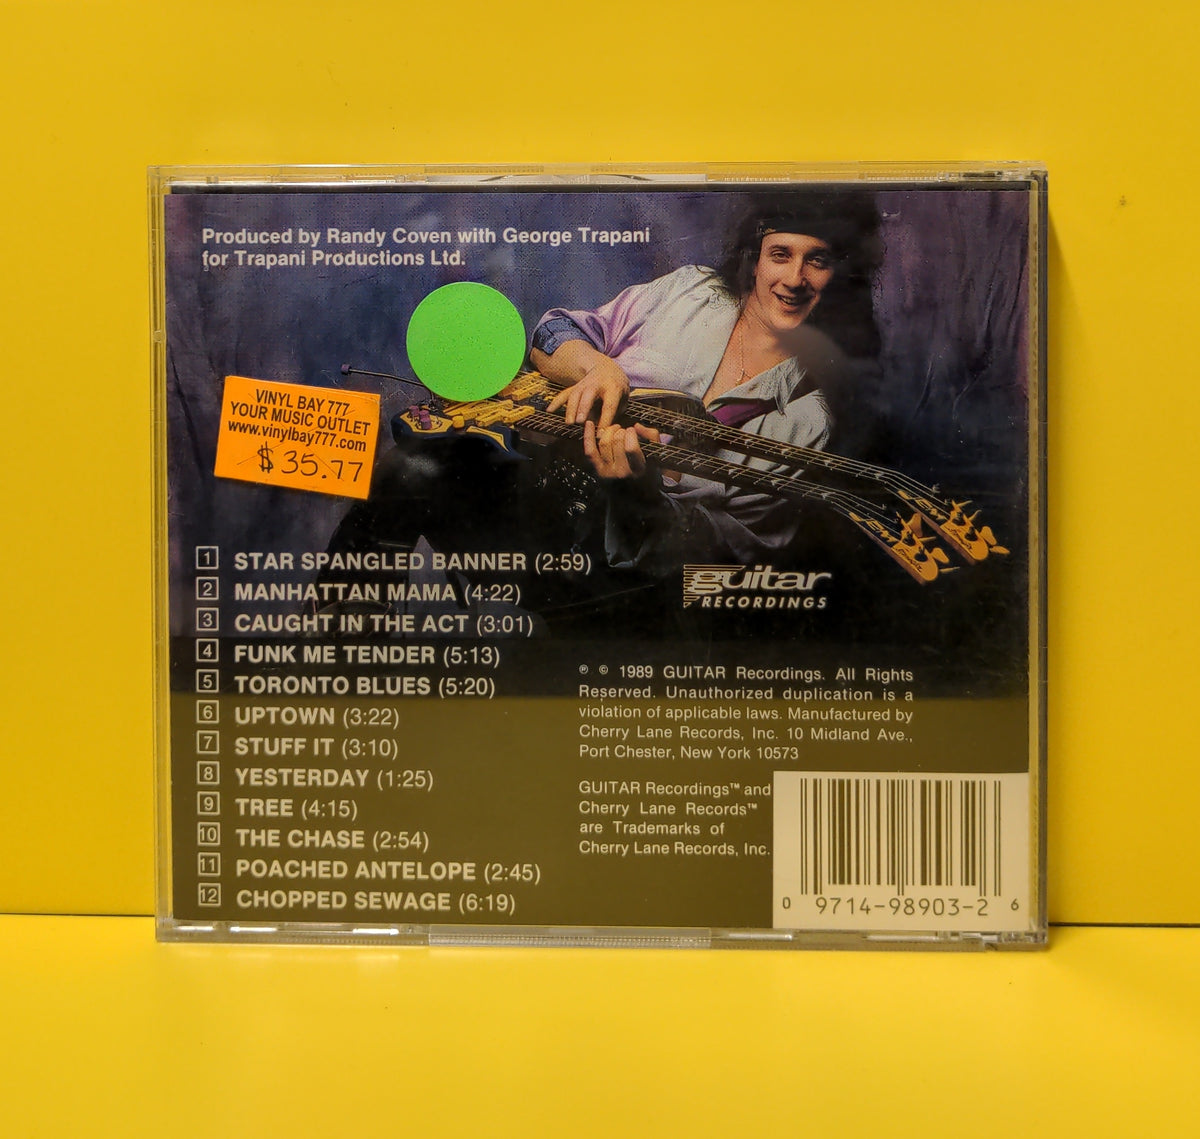 Produced by Randy Coven with George Trapani
for Trapani Productions Ltd.
VINYL BAY 777
YOUR MUSIC OUTLET
www.vinylbay777.com
$35.77
1 STAR SPANGLED BANNER (2:59)
2 MANHATTAN MAMA (4:22)
3 CAUGHT IN THE ACT (3:01)
4 FUNK ME TENDER (5:13)
5 TORONTO BLUES (5:20)
6 UPTOWN (3:22)
7 STUFF IT (3:10)
8 YESTERDAY (1:25)
9 TREE (4:15)
10 THE CHASE (2:54)
11 POACHED ANTELOPE (2:45)
12 CHOPPED SEWAGE (6:19)
guitar
RECORDINGS
℗ © 1989 GUITAR Recordings. All Rights
Reserved. Unauthorized duplication is a
violation of applicable laws. Manufactured by
Cherry Lane Records, Inc. 10 Midland Ave.,
Port Chester, New York 10573
GUITAR Recordings™ and
Cherry Lane Records™
are Trademarks of
Cherry Lane Records, Inc.
0 9714-98903-2 6